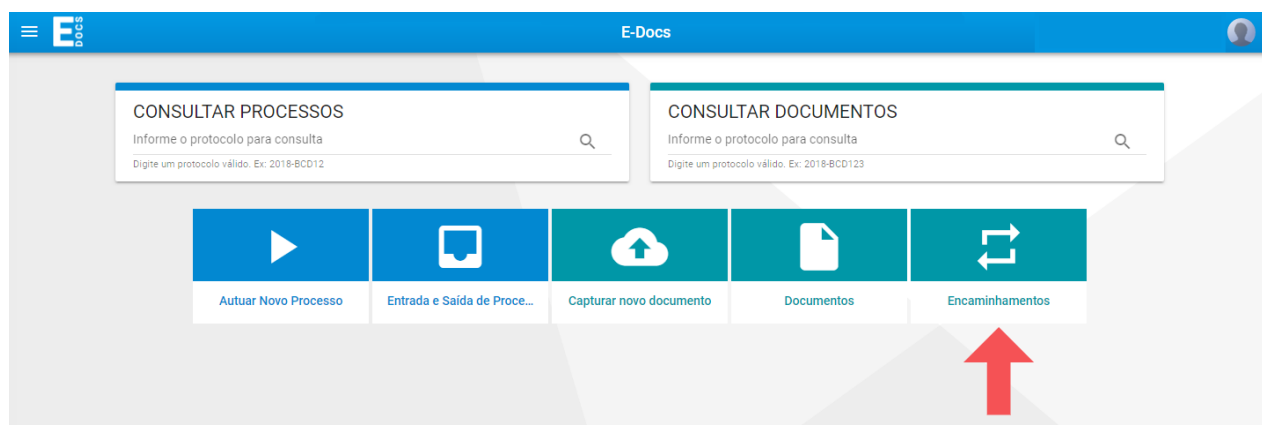 E DOCS
E-Docs
CONSULTAR PROCESSOS
Informe o protocolo para consulta
Digite um protocolo válido. Ex: 2018-BCD12
CONSULTAR DOCUMENTOS
Informe o protocolo para consulta
Digite um protocolo válido. Ex: 2018-BCD123
Autuar Novo Processo
Entrada e Saída de Proce...
Capturar novo documento
Documentos
Encaminhamentos